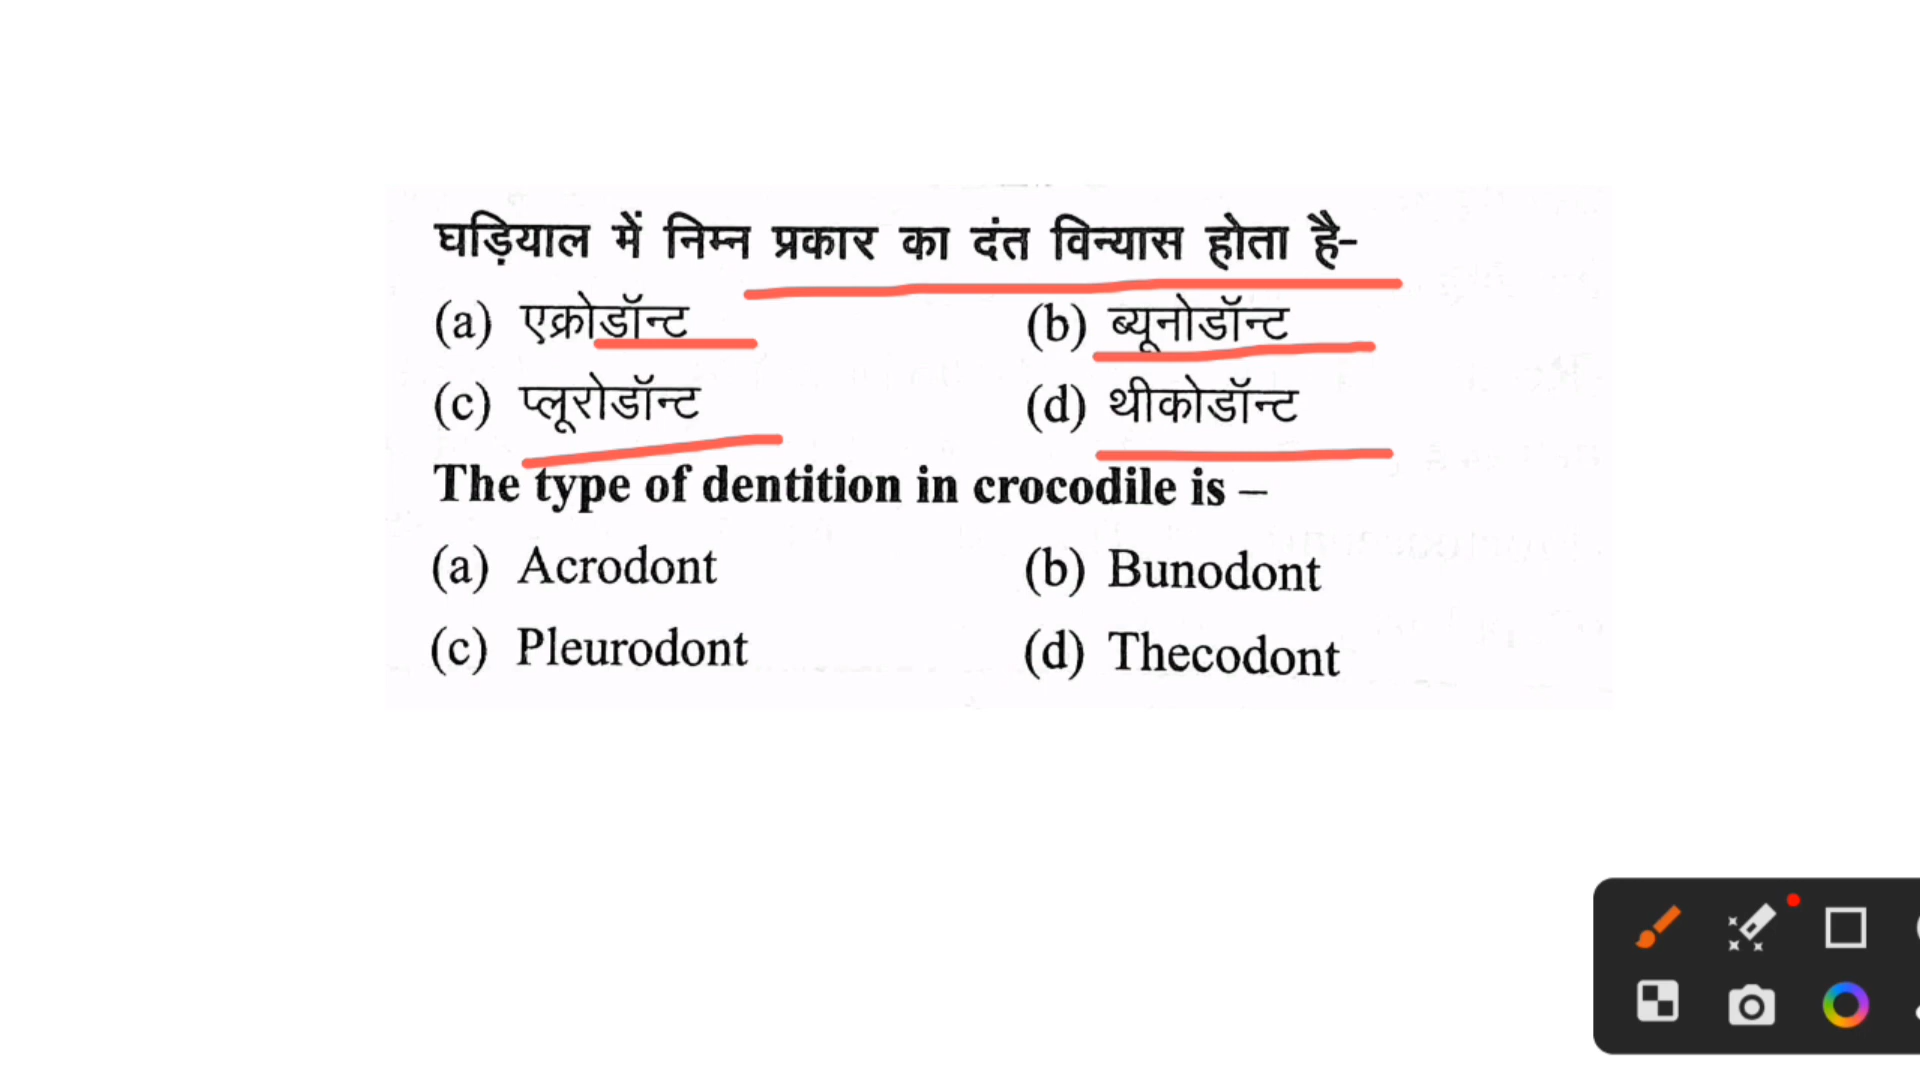 घड़ियाल में निम्न प्रकार का दंत विन्यास होता है-
(a) एक्रोडॉन्ट (b) ब्यूनोडॉन्ट
(c) प्लूरोडॉन्ट (d) थीकोडॉन्ट
The type of dentition in crocodile is –
(a) Acrodont (b) Bunodont
(c) Pleurodont (d) Thecodont